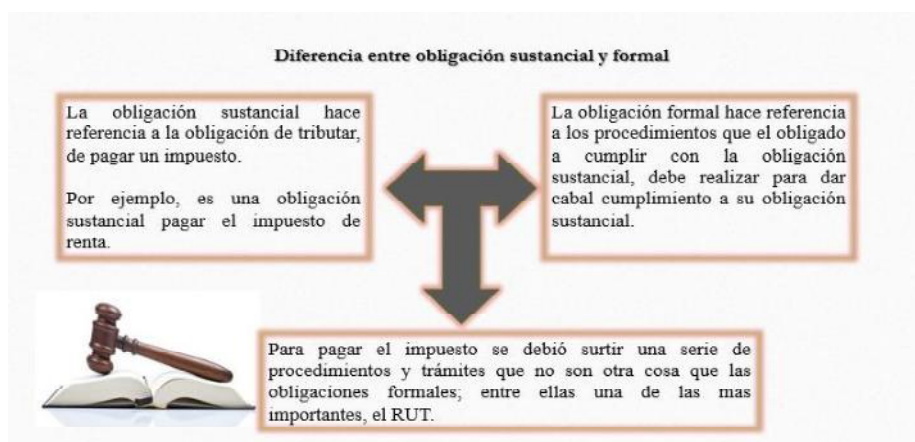 Diferencia entre obligación sustancial y formal
La obligación sustancial hace
referencia a la obligación de tributar,
de pagar un impuesto.
Por ejemplo, es una obligación
sustancial pagar el impuesto de
renta.
La obligación formal hace referencia
a los procedimientos que el obligado
a cumplir con la obligación
sustancial, debe realizar para dar
cabal cumplimiento a su obligación
sustancial.
Para pagar el impuesto se debió surtir una serie de
procedimientos y trámites que no son otra cosa que las
obligaciones formales; entre ellas una de las mas
importantes, el RUT.